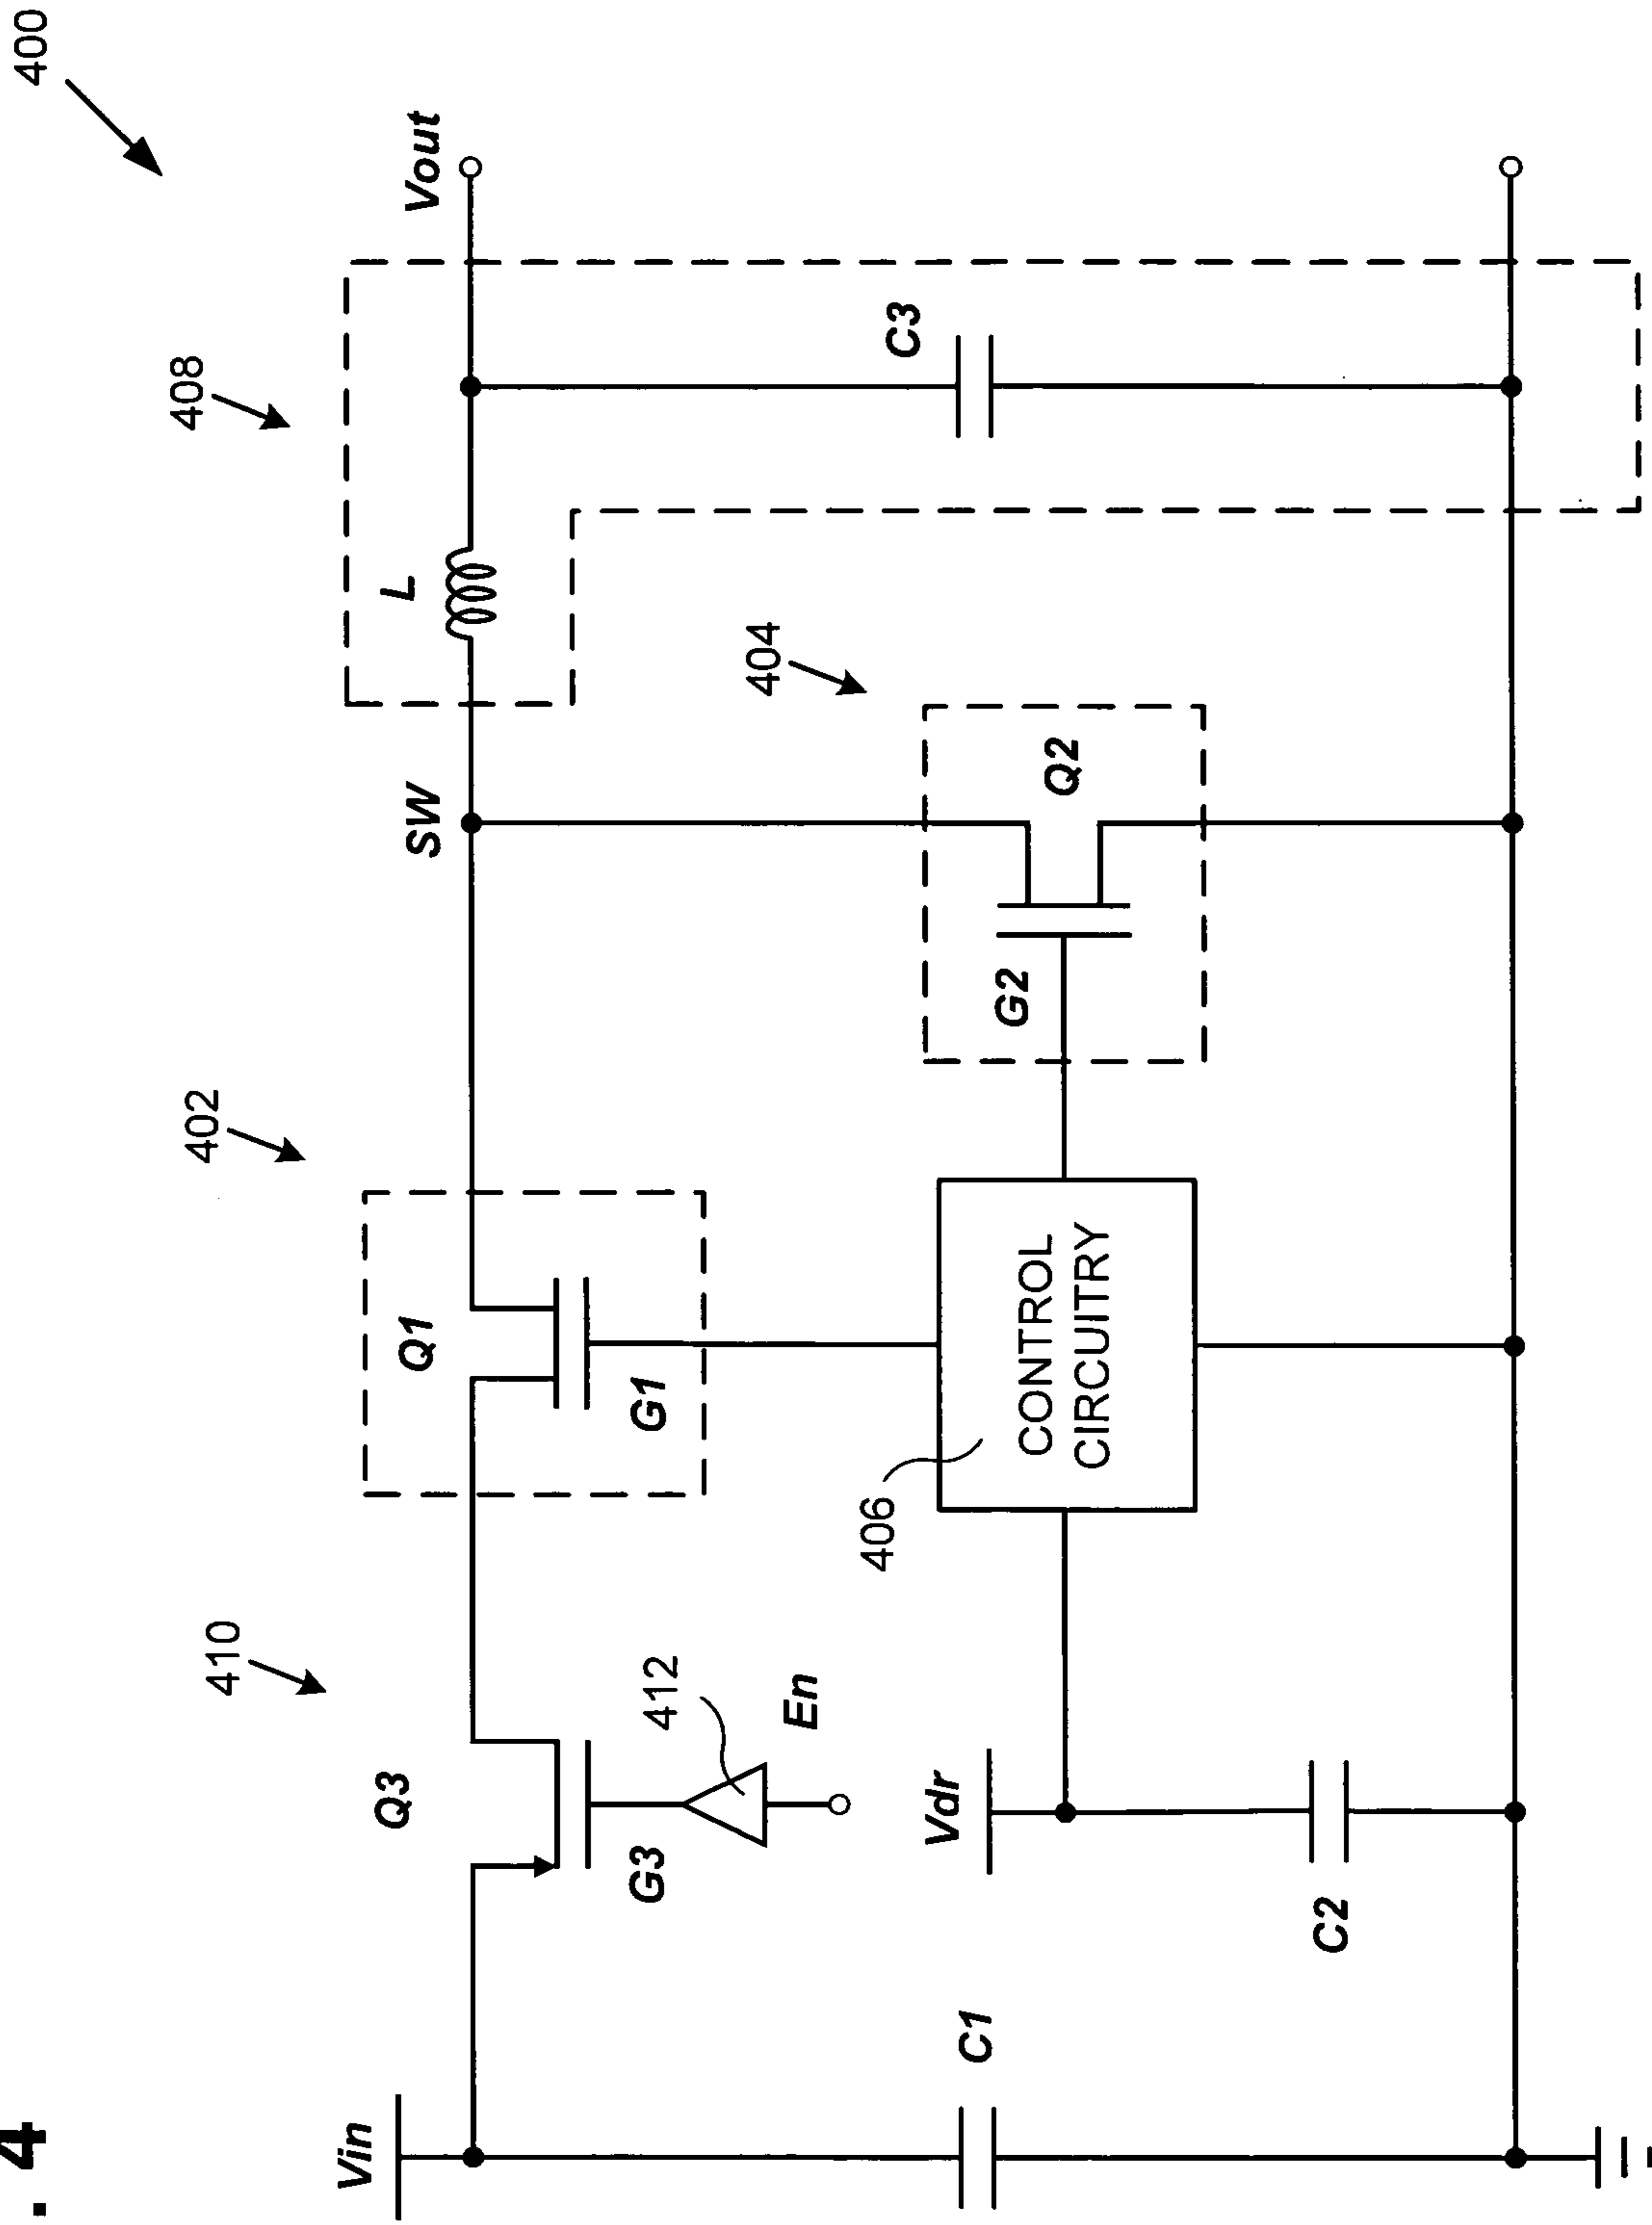 . 4
400
Vin
410
Q3
G3
412
En
402
Q1
G1
SW
408
L
Vout
C3
404
Q2
G2
406
CONTROL
CIRCUITRY
Vdr
C2
C1